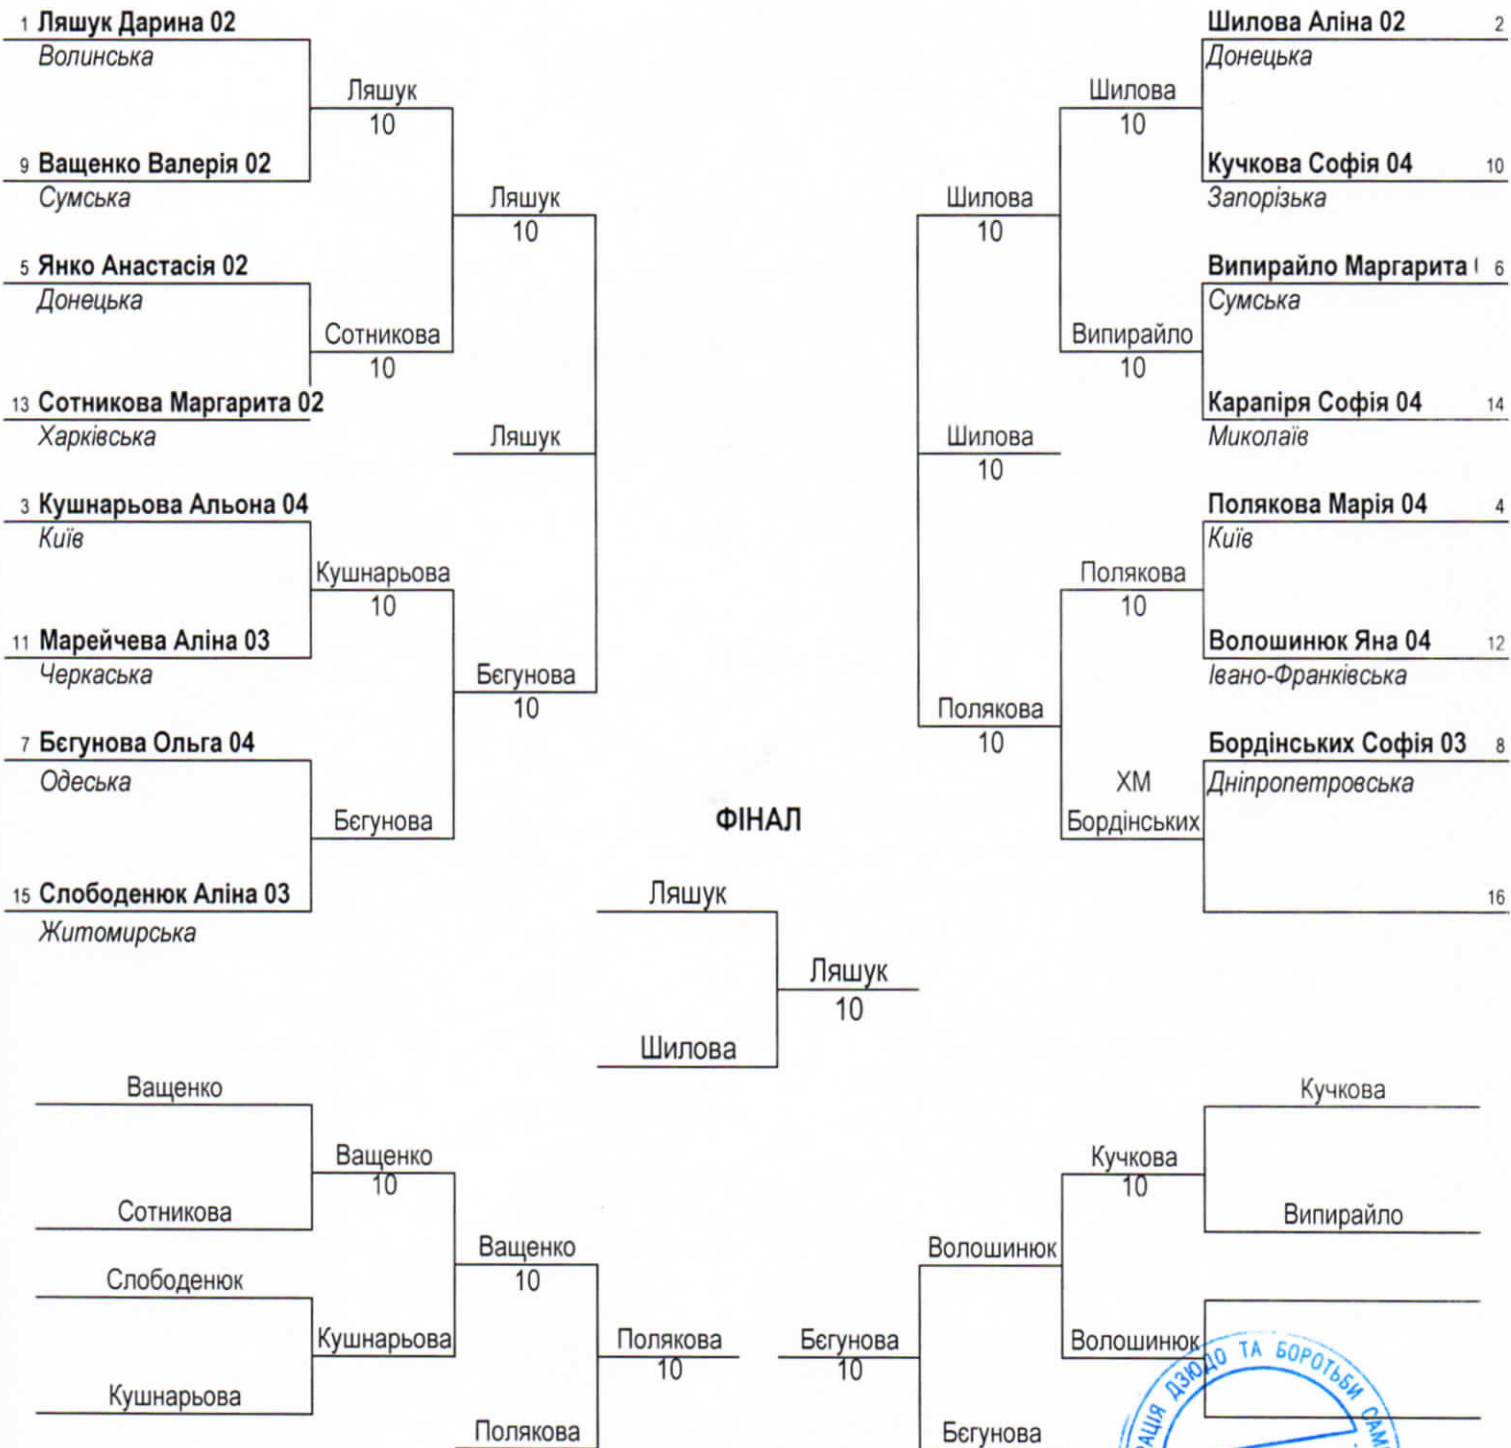 1 Ляшук Дарина 02
Волинська
Ляшук
10
9 Ващенко Валерія 02
Сумська
Ляшук
10
5 Янко Анастасія 02
Донецька
Сотникова
10
13 Сотникова Маргарита 02
Харківська
Ляшук
3 Кушнарьова Альона 04
Київ
Кушнарьова
10
11 Марейчева Аліна 03
Черкаська
Бєгунова
10
7 Бєгунова Ольга 04
Одеська
Бєгунова
15 Слободенюк Аліна 03
Житомирська
Шилова Аліна 02 2
Донецька
Шилова
10
Кучкова Софія 04 10
Запорізька
Шилова
10
Випирайло Маргарита 6
Сумська
Випирайло
10
Карапіря Софія 04 14
Миколаїв
Шилова
10
Полякова Марія 04 4
Київ
Полякова
10
Волошинюк Яна 04 12
Івано-Франківська
Полякова
10
Бордінських Софія 03 8
Дніпропетровська
ХМ
Бордінських
16
ФІНАЛ
Ляшук
Ляшук
10
Шилова
Ващенко
Ващенко
10
Сотникова
Ващенко
10
Слободенюк
Кушнарьова
Кушнарьова
Полякова
10
Полякова
Кучкова
Кучкова
10
Випирайло
Волошинюк
Волошинюк
Бєгунова
10
Бєгунова
ДЗЮДО ТА БОРОТЬБИ